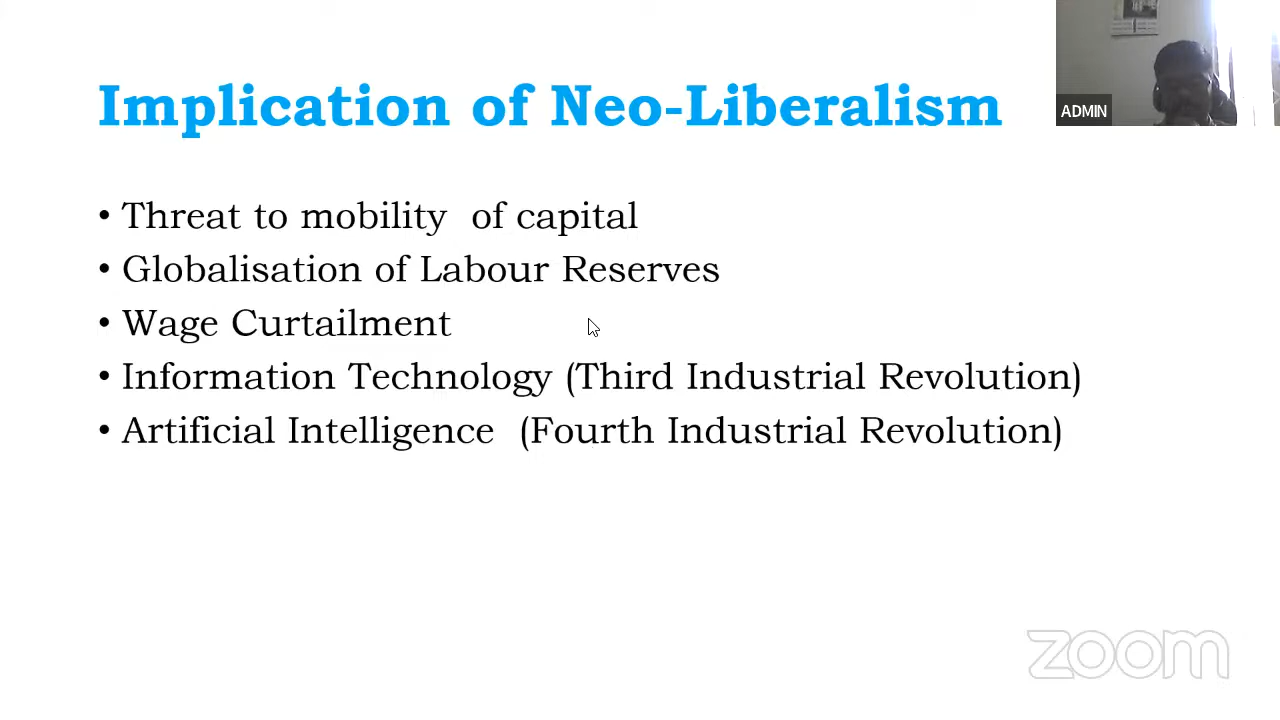 Implication of Neo-Liberalism
ADMIN
• Threat to mobility of capital
• Globalisation of Labour Reserves
• Wage Curtailment
• Information Technology (Third Industrial Revolution)
• Artificial Intelligence (Fourth Industrial Revolution)
zoom